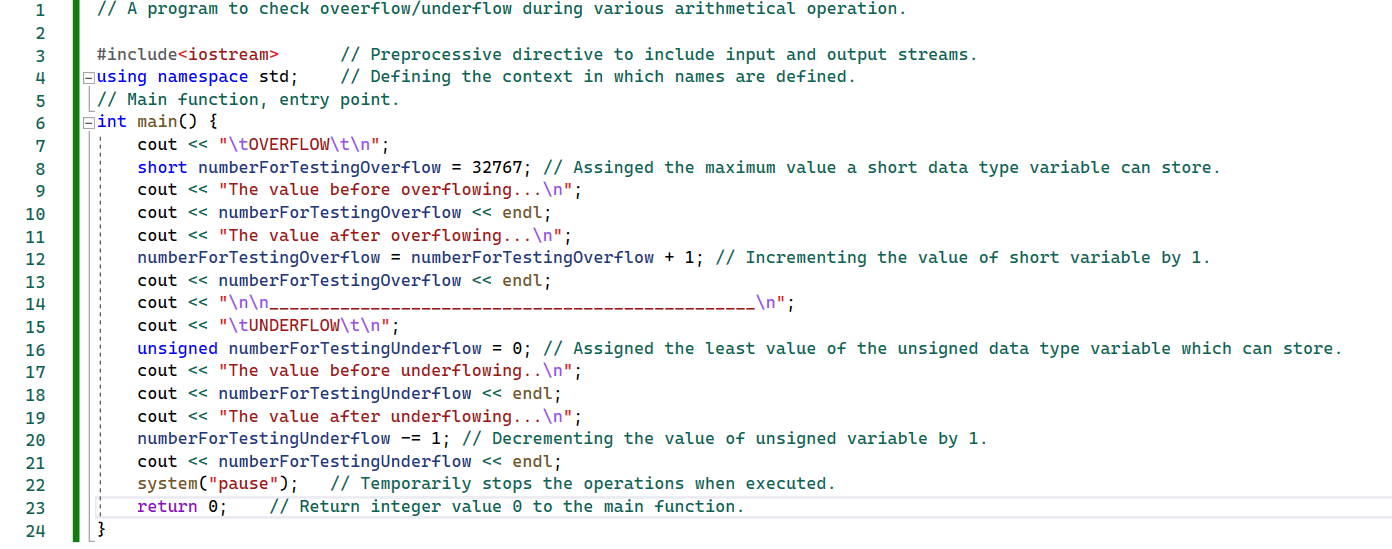 1 // A program to check oveerflow/underflow during various arithmetical operation.
2
3 #include<iostream>      // Preprocessive directive to include input and output streams.
4 using namespace std;    // Defining the context in which names are defined.
5 // Main function, entry point.
6 int main() {
7     cout << "\tOVERFLOW\t\n";
8     short numberForTestingOverflow = 32767; // Assinged the maximum value a short data type variable can store.
9     cout << "The value before overflowing...\n";
10     cout << numberForTestingOverflow << endl;
11     cout << "The value after overflowing...\n";
12     numberForTestingOverflow = numberForTestingOverflow + 1; // Incrementing the value of short variable by 1.
13     cout << numberForTestingOverflow << endl;
14     cout << "\n\n________________________________________________\n";
15     cout << "\tUNDERFLOW\t\n";
16     unsigned numberForTestingUnderflow = 0; // Assigned the least value of the unsigned data type variable which can store.
17     cout << "The value before underflowing..\n";
18     cout << numberForTestingUnderflow << endl;
19     cout << "The value after underflowing...\n";
20     numberForTestingUnderflow -= 1; // Decrementing the value of unsigned variable by 1.
21     cout << numberForTestingUnderflow << endl;
22     system("pause");   // Temporarily stops the operations when executed.
23     return 0;    // Return integer value 0 to the main function.
24 }